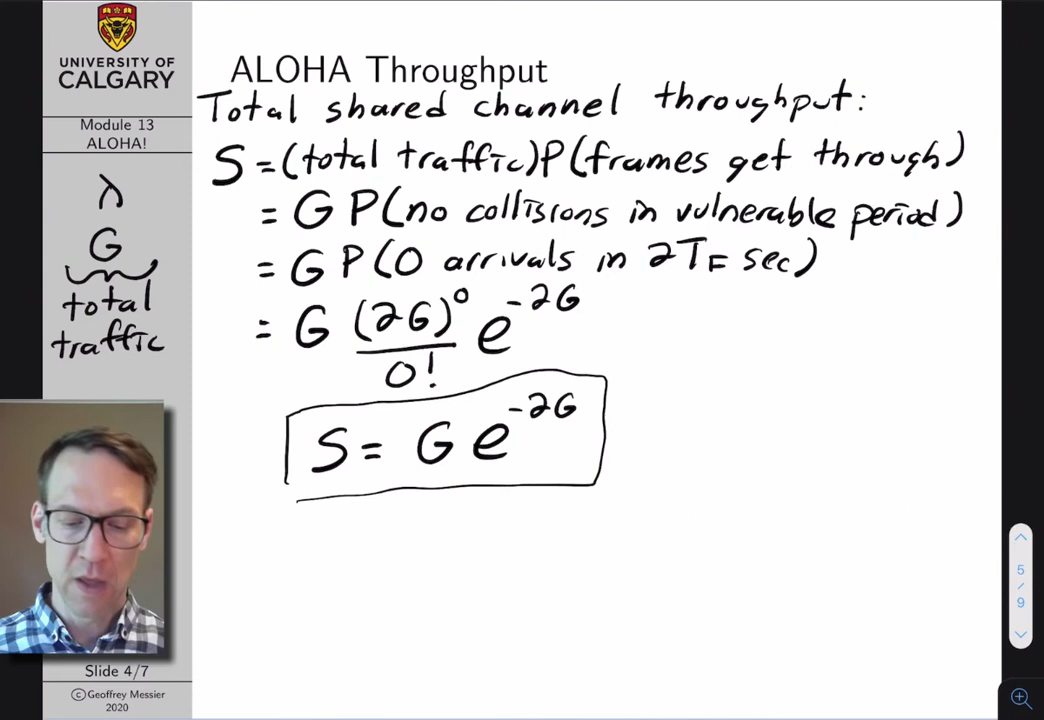 UNIVERSITY OF
CALGARY
Module 13
ALOHA!
λ
G
total
traffic
ALOHA Throughput
Total shared channel throughput:
S = (total traffic) P(frames get through)
= G P(no collisions in vulnerable period)
= G P(0 arrivals in 2T_F sec)
= G (2G)^0 / 0! e^-2G
S = G e^-2G
Slide 4/7
© Geoffrey Messier
2020
5
/
9